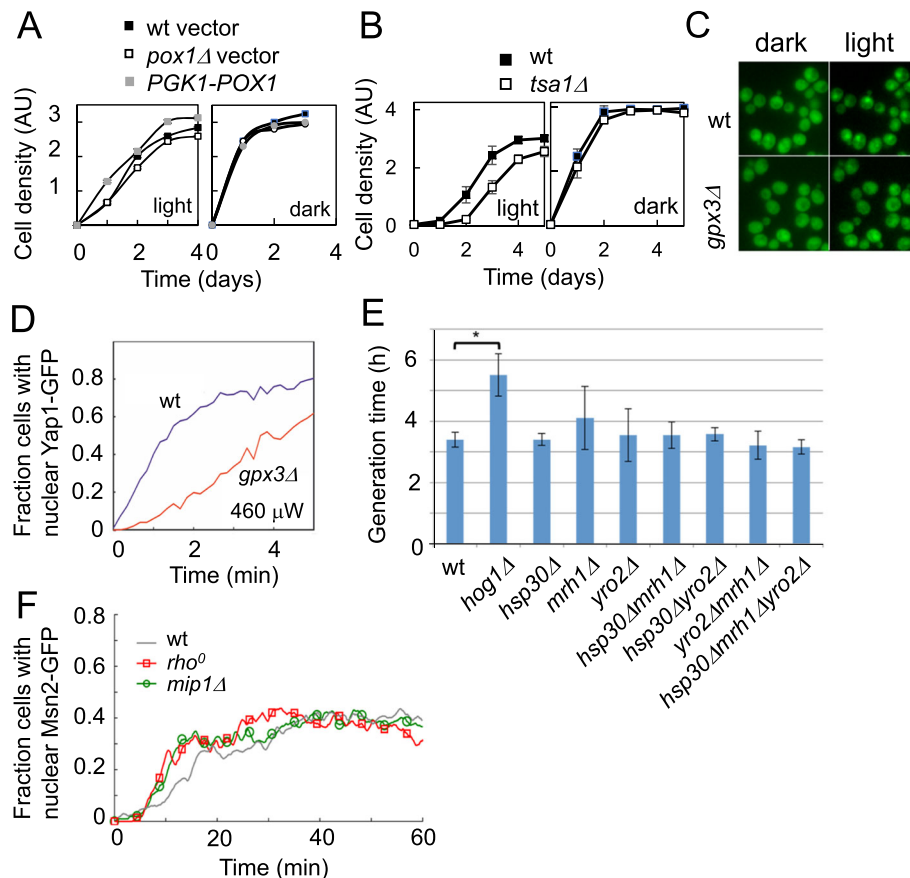 A
wt vector
pox1Δ vector
PGK1-POX1
Cell density (AU)
3
2
1
0
2
4
0
2
4
light
dark
Time (days)
B
wt
tsa1Δ
Cell density (AU)
4
2
0
0
2
4
0
2
4
light
dark
Time (days)
C
dark
light
wt
gpx3Δ
D
Fraction cells with
nuclear Yap1-GFP
0.8
0.6
0.4
0.2
0
wt
gpx3Δ
460 µW
0
2
4
Time (min)
E
Generation time (h)
6
4
2
0
*
wt
hog1Δ
hsp30Δ
mrh1Δ
yro2Δ
hsp30Δmrh1Δ
hsp30Δyro2Δ
yro2Δmrh1Δ
hsp30Δmrh1Δyro2Δ
F
Fraction cells with
nuclear Msn2-GFP
0.8
0.6
0.4
0.2
0
wt
rho⁰
mip1Δ
0
20
40
60
Time (min)